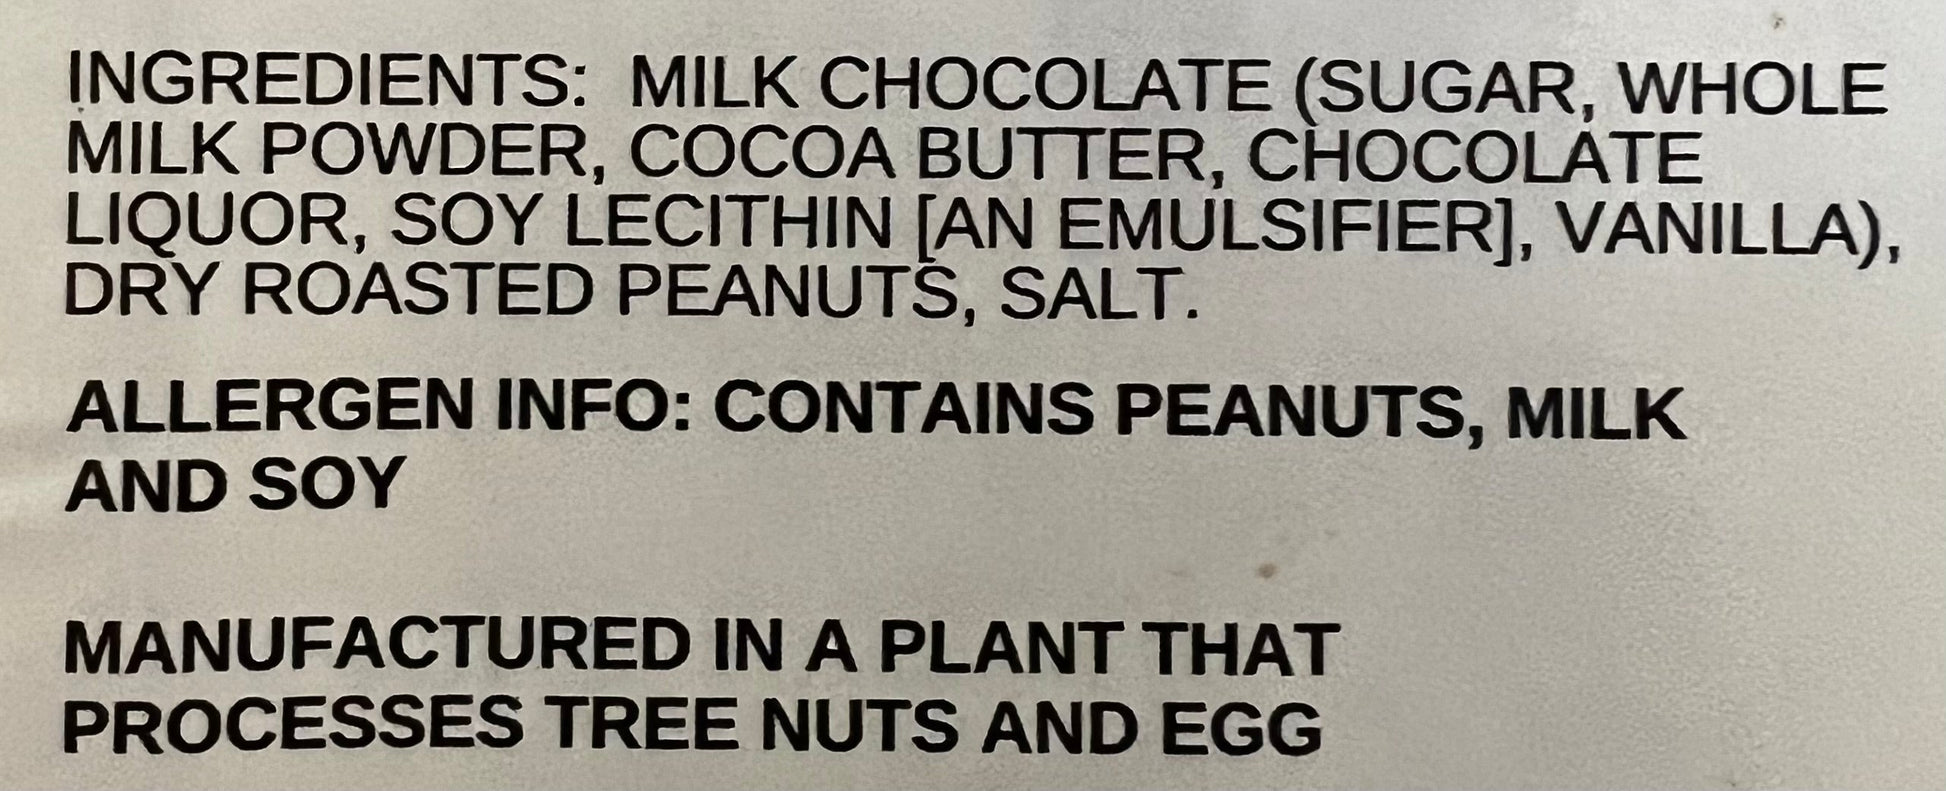 INGREDIENTS: MILK CHOCOLATE (SUGAR, WHOLE
MILK POWDER, COCOA BUTTER, CHOCOLATE
LIQUOR, SOY LECITHIN [AN EMULSIFIER], VANILLA),
DRY ROASTED PEANUTS, SALT.
ALLERGEN INFO: CONTAINS PEANUTS, MILK
AND SOY
MANUFACTURED IN A PLANT THAT
PROCESSES TREE NUTS AND EGG